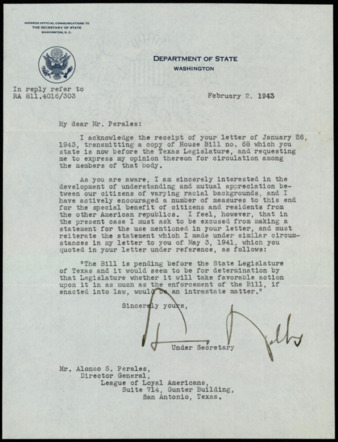 ADDRESS OFFICIAL COMMUNICATIONS TO
THE SECRETARY OF STATE
WASHINGTON, D. C.
DEPARTMENT OF STATE
WASHINGTON
In reply refer to
RA 811.4016/303
February 2, 1943
My dear Mr. Perales:
I acknowledge the receipt of your letter of January 26,
1943, transmitting a copy of House Bill no. 68 which you
state is now before the Texas Legislature, and requesting
me to express my opinion thereon for circulation among
the members of that body.
As you are aware, I am sincerely interested in the
development of understanding and mutual appreciation be-
tween our citizens of varying racial backgrounds, and I
have actively encouraged a number of measures to this end
for the special benefit of citizens and residents from
the other American republics. I feel, however, that in
the present case I must ask to be excused from making a
statement for the use mentioned in your letter, and must
reiterate the statement which I made under similar circum-
stances in my letter to you of May 3, 1941, which you
quoted in your letter under reference, as follows:
"The Bill is pending before the State Legislature
of Texas and it would seem to be for determination by
that Legislature whether it will take favorable action
upon it in as much as the enforcement of the Bill, if
enacted into law, would be an intrastate matter."
Sincerely yours,
Under Secretary
Mr. Alonso S. Perales,
Director General,
League of Loyal Americans,
Suite 714, Gunter Building,
San Antonio, Texas.